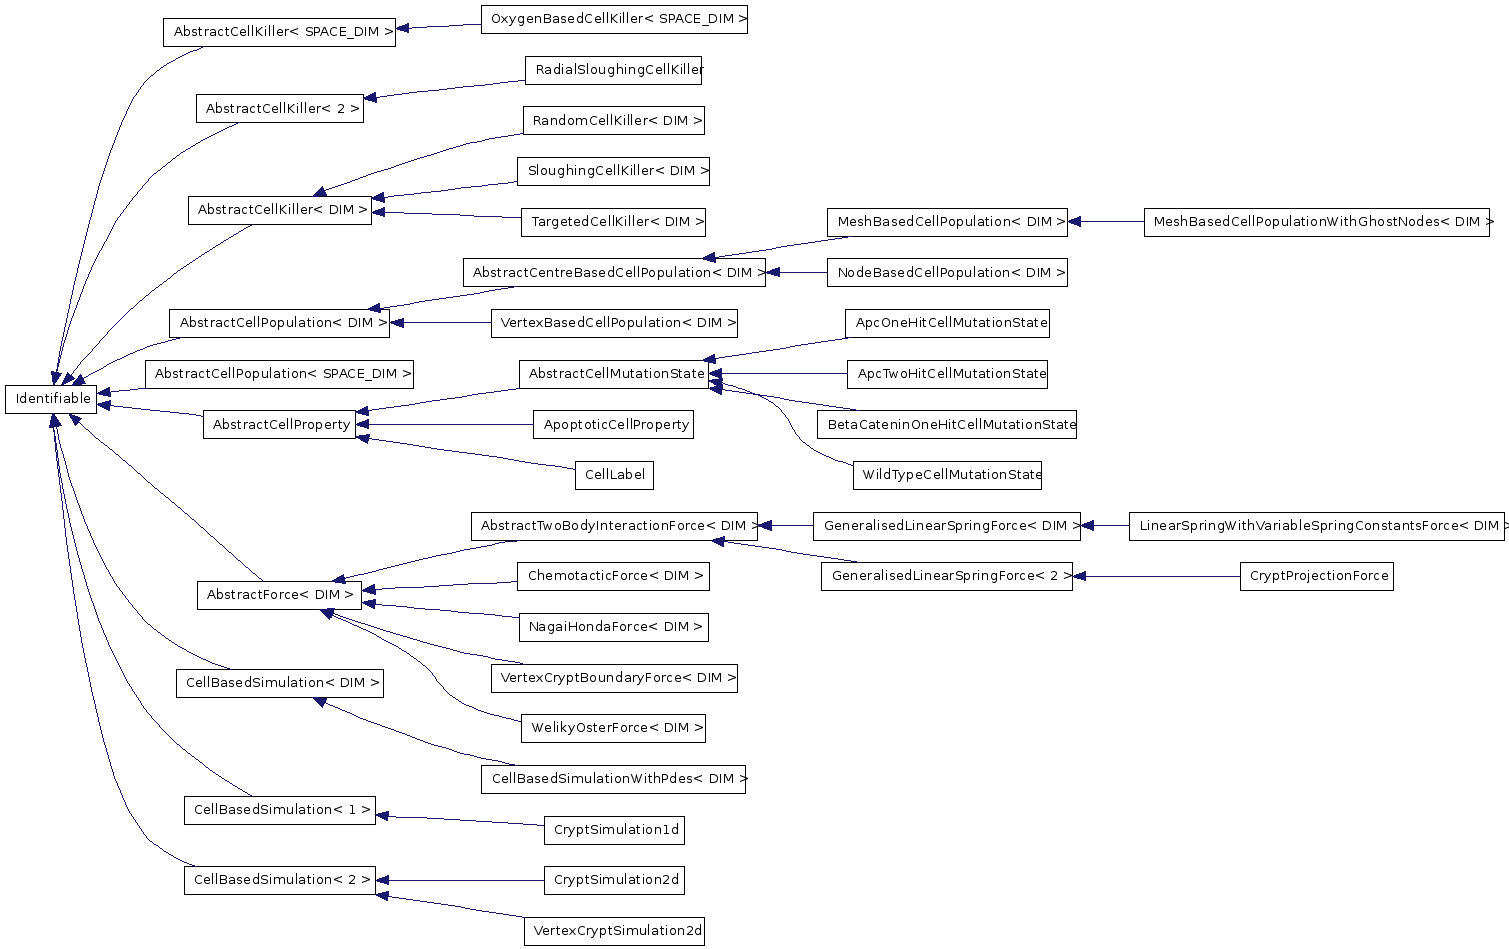 OxygenBasedCellKiller< SPACE_DIM >
AbstractCellKiller< SPACE_DIM >
RadialSloughingCellKiller
AbstractCellKiller< 2 >
RandomCellKiller< DIM >
SloughingCellKiller< DIM >
AbstractCellKiller< DIM >
TargetedCellKiller< DIM >
MeshBasedCellPopulation< DIM >
MeshBasedCellPopulationWithGhostNodes< DIM >
AbstractCentreBasedCellPopulation< DIM >
NodeBasedCellPopulation< DIM >
AbstractCellPopulation< DIM >
VertexBasedCellPopulation< DIM >
ApcOneHitCellMutationState
AbstractCellPopulation< SPACE_DIM >
AbstractCellMutationState
ApcTwoHitCellMutationState
Identifiable
AbstractCellProperty
ApoptoticCellProperty
BetaCateninOneHitCellMutationState
CellLabel
WildTypeCellMutationState
AbstractTwoBodyInteractionForce< DIM >
GeneralisedLinearSpringForce< DIM >
LinearSpringWithVariableSpringConstantsForce< DIM >
ChemotacticForce< DIM >
GeneralisedLinearSpringForce< 2 >
CryptProjectionForce
AbstractForce< DIM >
NagaiHondaForce< DIM >
CellBasedSimulation< DIM >
VertexCryptBoundaryForce< DIM >
WelikyOsterForce< DIM >
CellBasedSimulationWithPdes< DIM >
CellBasedSimulation< 1 >
CryptSimulation1d
CellBasedSimulation< 2 >
CryptSimulation2d
VertexCryptSimulation2d